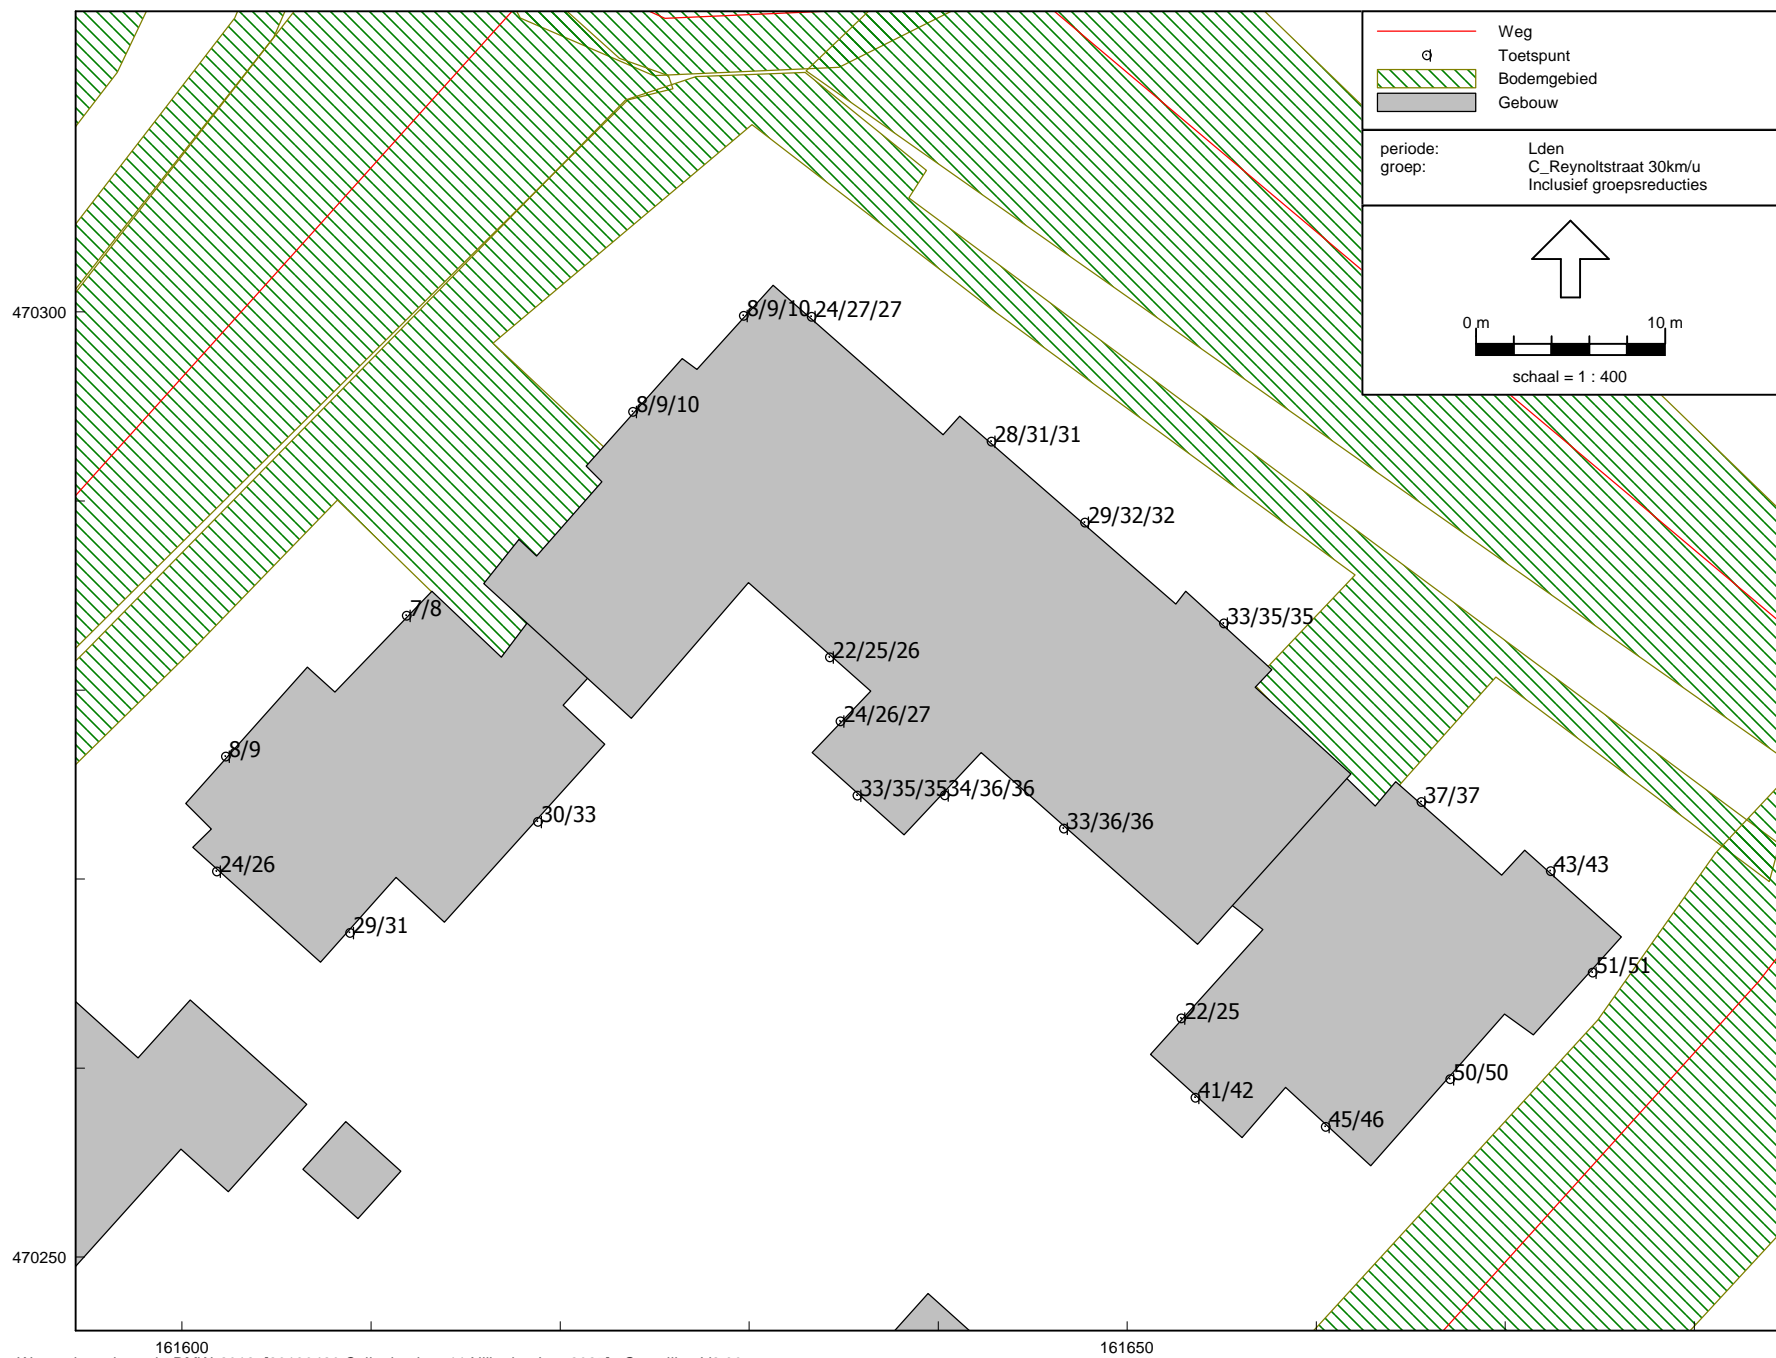 Weg
Toetspunt
Bodemgebied
Gebouw
periode: Lden
groep: C_Reynoltstraat 30km/u
Inclusief groepsreducties
0 m 10 m
schaal = 1 : 400
470300
8/9/10 24/27/27
8/9/10
28/31/31
29/32/32
7/8
33/35/35
22/25/26
24/26/27
8/9
33/35/35 34/36/36
37/37
30/33
33/36/36
24/26
43/43
29/31
51/51
22/25
50/50
41/42
45/46
470250
161600 161650